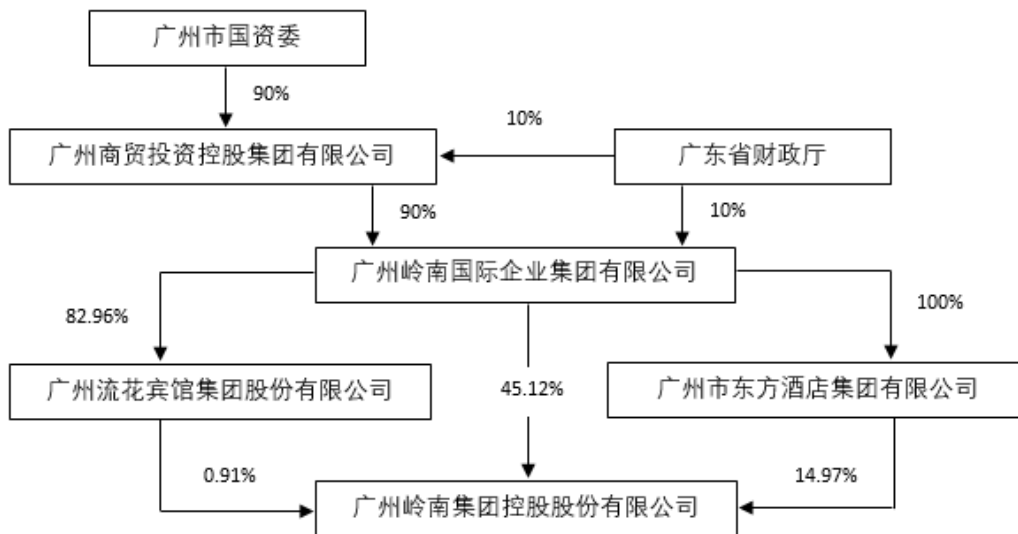 广州市国资委
90%
10%
广州商贸投资控股集团有限公司
广东省财政厅
90%
10%
广州岭南国际企业集团有限公司
82.96%
100%
广州流花宾馆集团股份有限公司
45.12%
广州市东方酒店集团有限公司
0.91%
14.97%
广州岭南集团控股股份有限公司